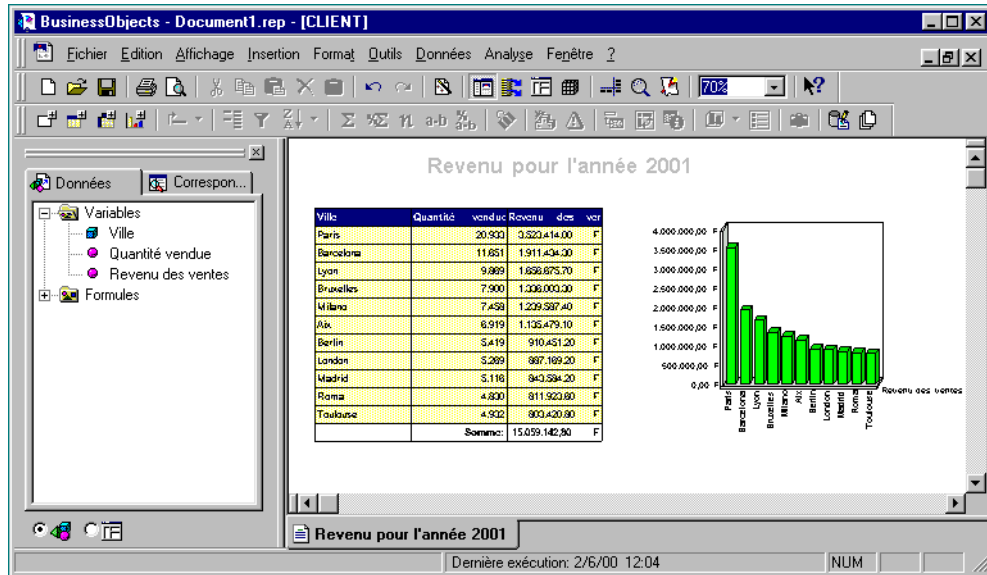 BusinessObjects - Document1.rep - [CLIENT]
Fichier Edition Affichage Insertion Format Outils Données Analyse Fenêtre ?
70%
Données Correspon...
Variables
Ville
Quantité vendue
Revenu des ventes
Formules
Revenu pour l'année 2001
Ville Quantité vendue Revenu des ver
Paris 20.933 3.523.414.00 F
Barcelona 11.651 1.911.434.30 F
Lyon 9.869 1.656.675.70 F
Bruxelles 7.900 1.336.003.30 F
Milano 7.458 1.239.587.40 F
Aix 6.919 1.135.479.10 F
Berlin 5.419 910.451.20 F
London 5.269 887.169.20 F
Madrid 5.116 843.584.20 F
Roma 4.830 811.923.60 F
Toulouse 4.932 803.420.80 F
Somme: 15.059.142,80 F
4.000.000,00 F
3.500.000,00 F
3.000.000,00 F
2.500.000,00 F
2.000.000,00 F
1.500.000,00 F
1.000.000,00 F
500.000,00 F
0,00 F
Paris
Barcelona
Lyon
Bruxelles
Milano
Aix
Berlin
London
Madrid
Roma
Toulouse
Revenu des ventes
Revenu pour l'année 2001
Dernière exécution: 2/6/00 12:04
NUM